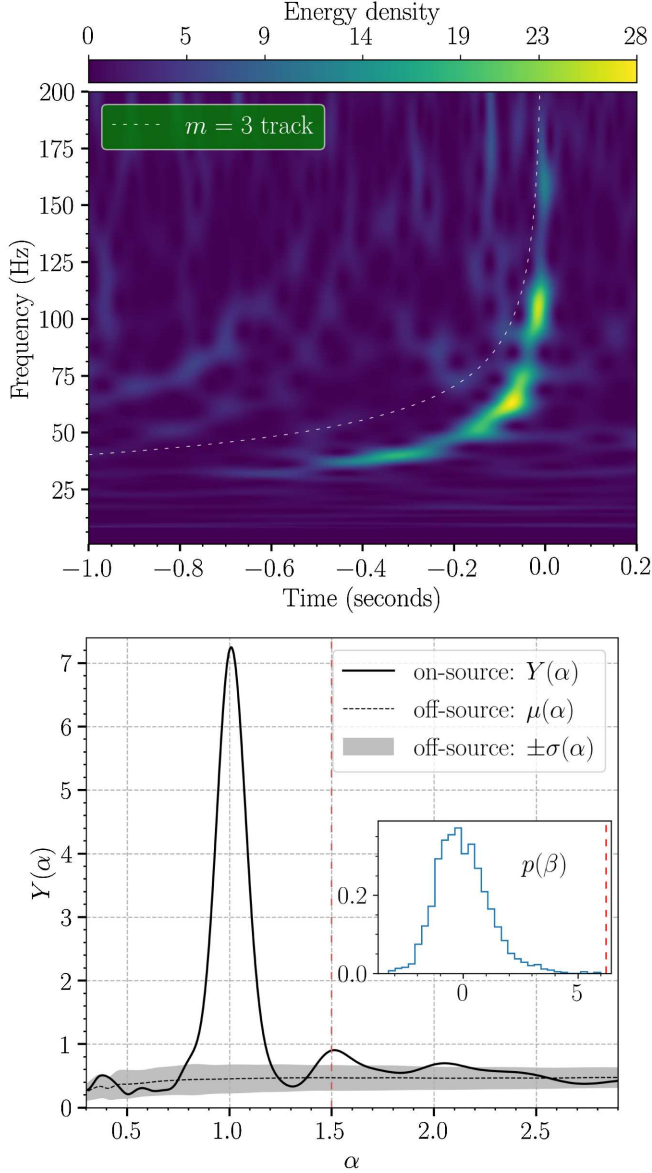 Energy density
0 5 9 14 19 23 28
m = 3 track
200
175
150
125
100
75
50
25
Frequency (Hz)
−1.0 −0.8 −0.6 −0.4 −0.2 0.0 0.2
Time (seconds)
on-source: Y(α)
off-source: μ(α)
off-source: ±σ(α)
7
6
5
4
3
2
1
0
Y(α)
p(β)
0.2
0.0
0 5
0.5 1.0 1.5 2.0 2.5
α